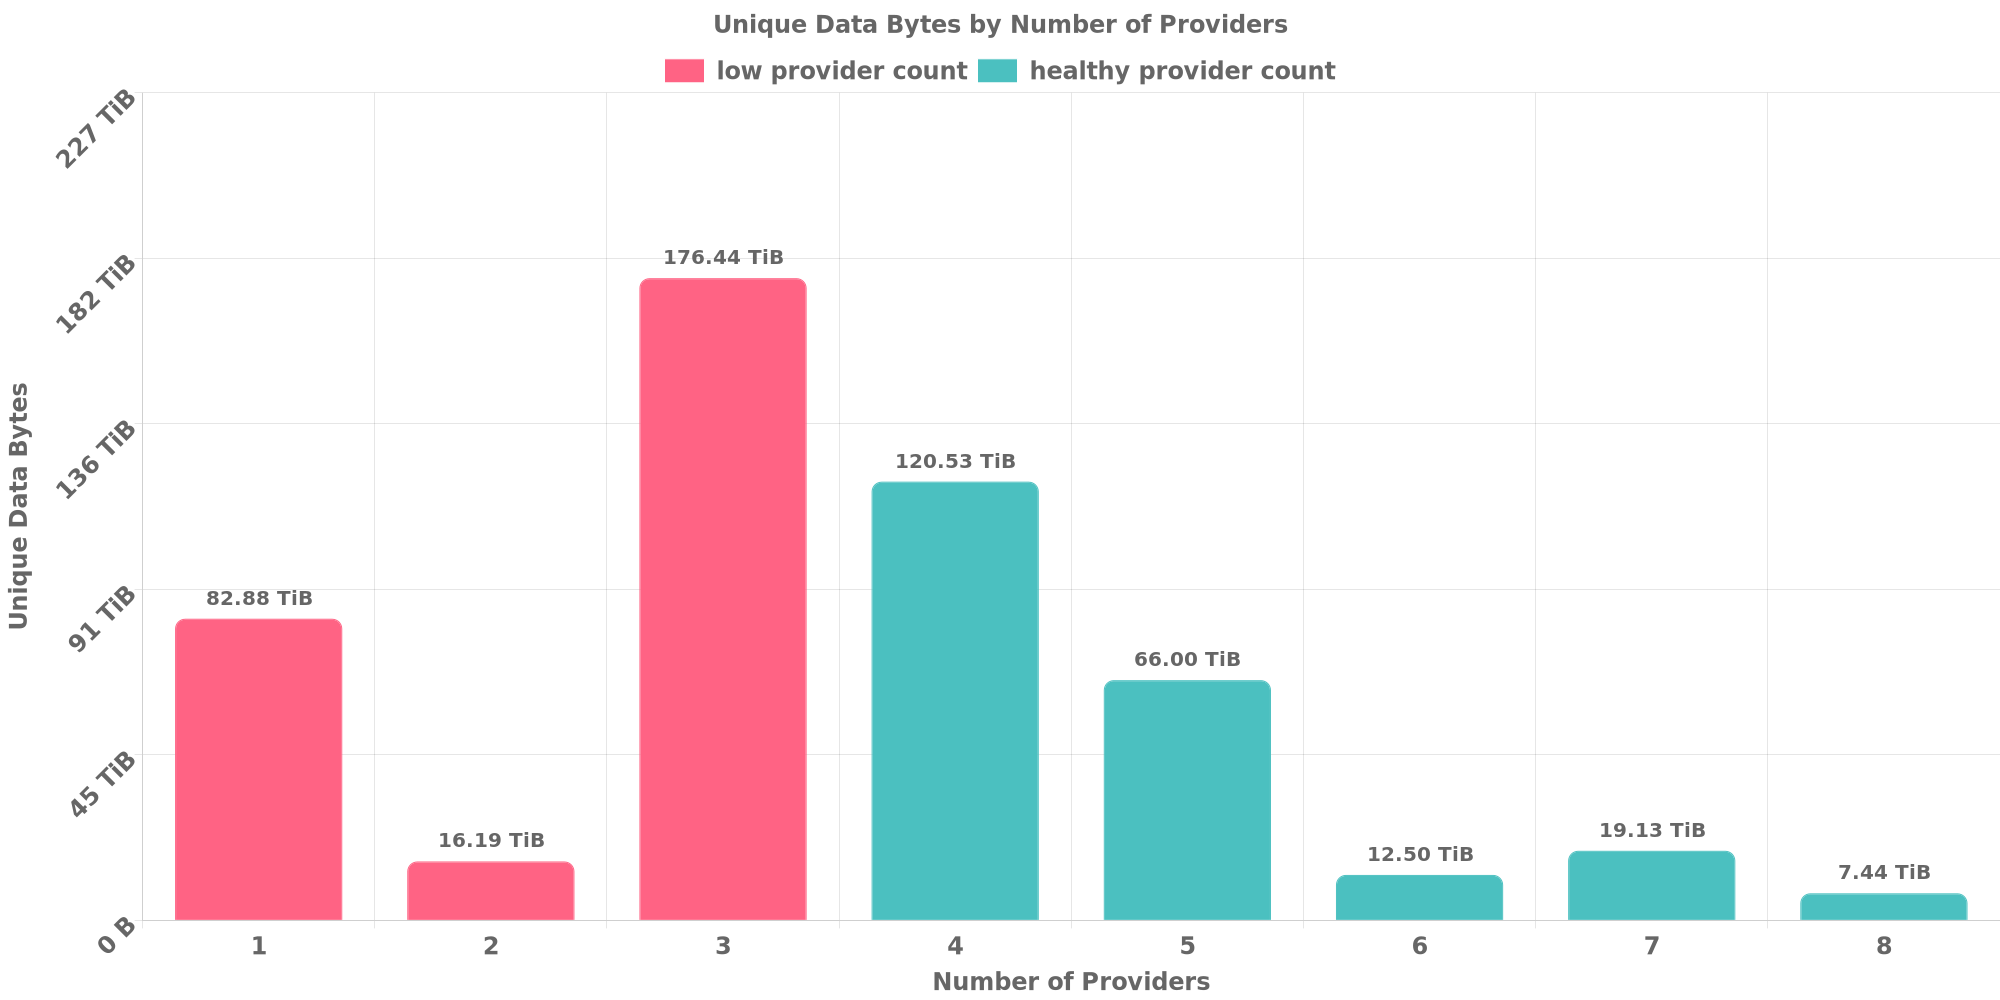 Unique Data Bytes by Number of Providers
low provider count healthy provider count
227 TiB
182 TiB
136 TiB
91 TiB
45 TiB
0 B
Unique Data Bytes
82.88 TiB
16.19 TiB
176.44 TiB
120.53 TiB
66.00 TiB
12.50 TiB
19.13 TiB
7.44 TiB
1 2 3 4 5 6 7 8
Number of Providers